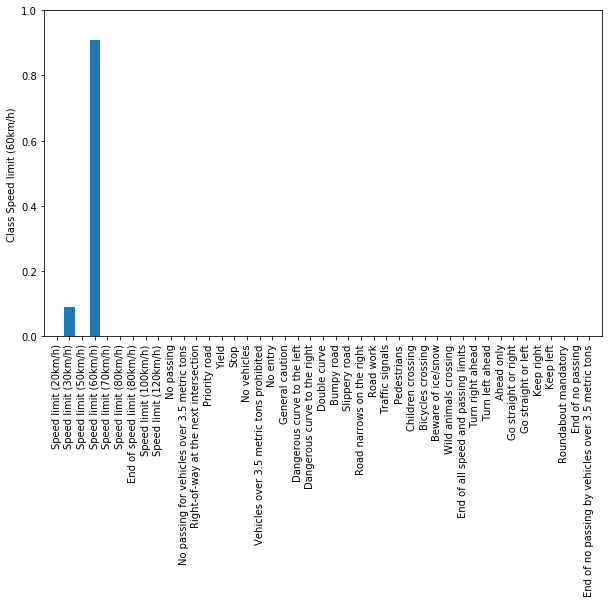 1.0
0.8
0.6
0.4
0.2
0.0
Class Speed limit (60km/h)
Speed limit (20km/h)
Speed limit (30km/h)
Speed limit (50km/h)
Speed limit (60km/h)
Speed limit (70km/h)
Speed limit (80km/h)
End of speed limit (80km/h)
Speed limit (100km/h)
Speed limit (120km/h)
No passing
No passing for vehicles over 3.5 metric tons
Right-of-way at the next intersection
Priority road
Yield
Stop
No vehicles
Vehicles over 3.5 metric tons prohibited
No entry
General caution
Dangerous curve to the left
Dangerous curve to the right
Double curve
Bumpy road
Slippery road
Road narrows on the right
Road work
Traffic signals
Pedestrians
Children crossing
Bicycles crossing
Beware of ice/snow
Wild animals crossing
End of all speed and passing limits
Turn right ahead
Turn left ahead
Ahead only
Go straight or right
Go straight or left
Keep right
Keep left
Roundabout mandatory
End of no passing
End of no passing by vehicles over 3.5 metric tons